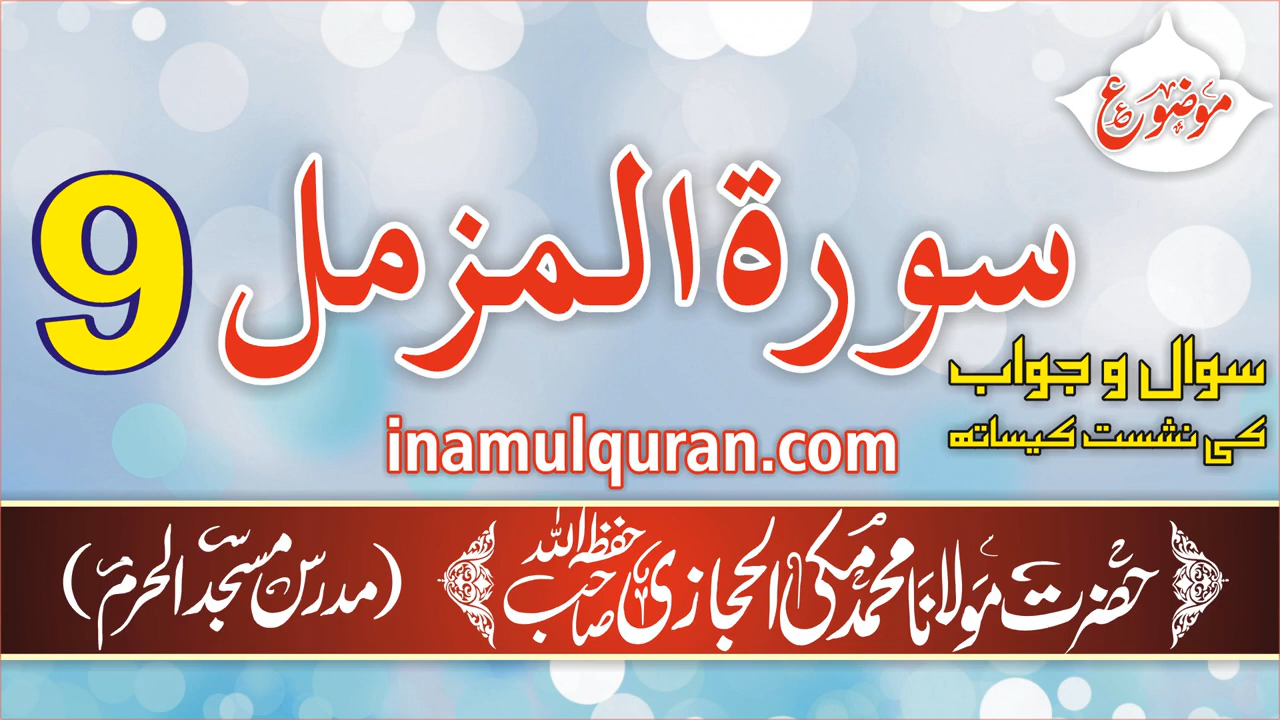 موضوع
سورۃ المزمل 9
سوال و جواب
کی نشست کیساتھ
inamulquran.com
حضرت مولانا محمد مکی الحجازی صاحب حفظہ اللہ (مدرس مسجد الحرم)